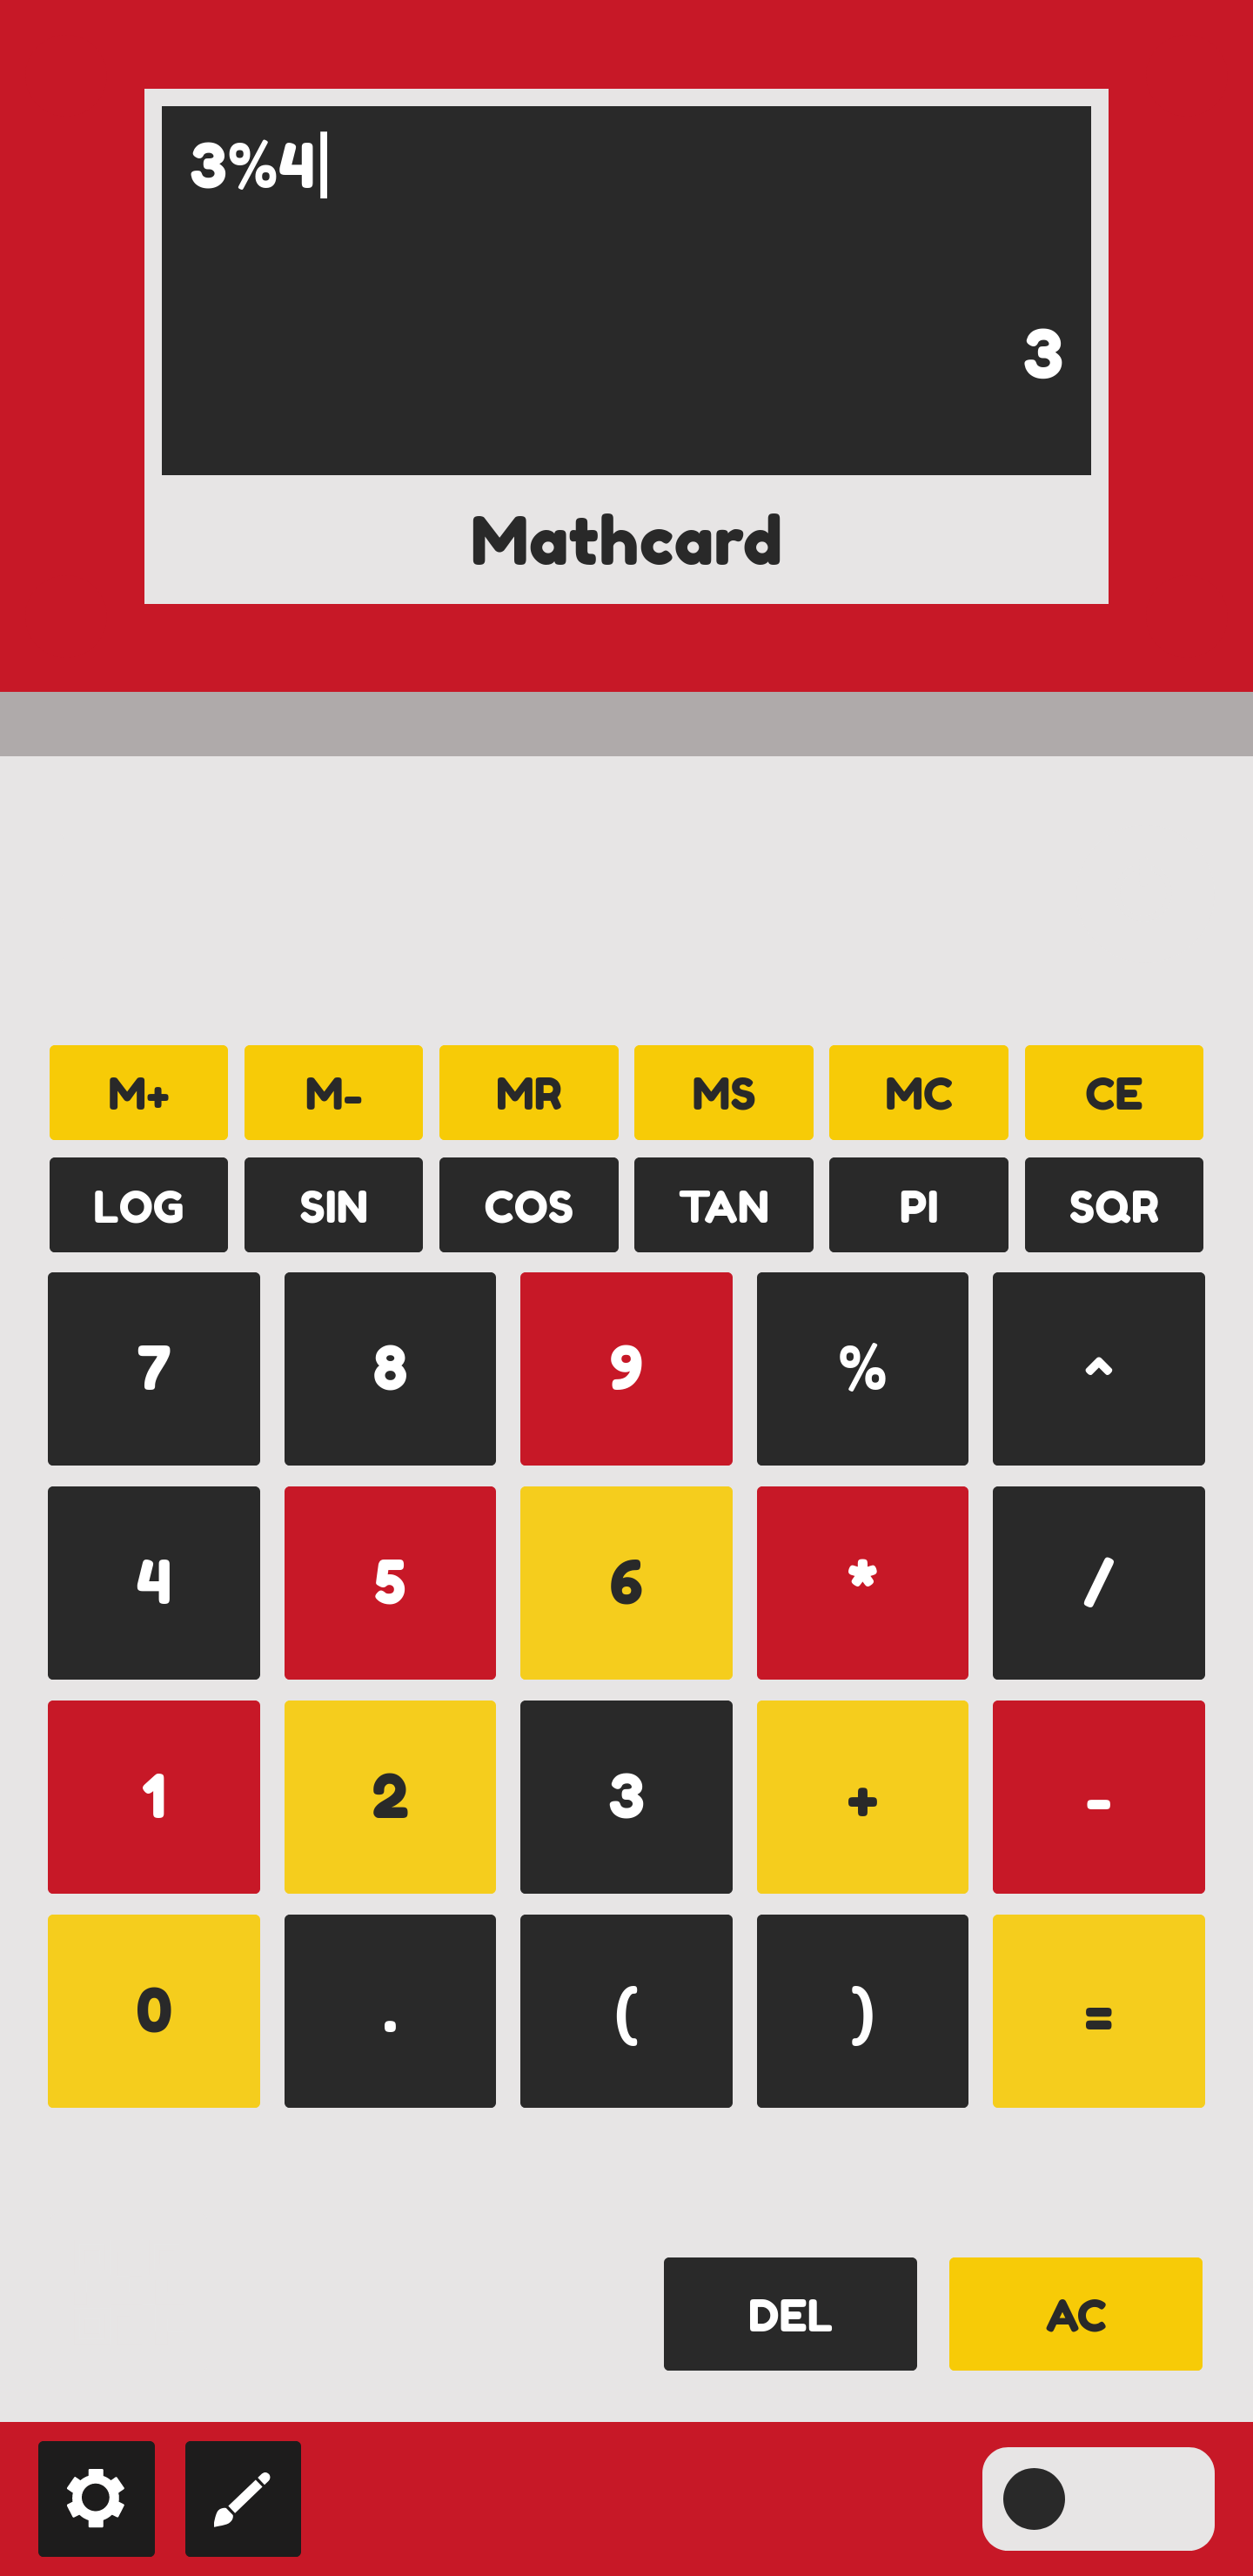 3%4
3
Mathcard
M+ M- MR MS MC CE
LOG SIN COS TAN PI SQR
7 8 9 % ^
4 5 6 * /
1 2 3 + -
0 . ( ) =
DEL AC